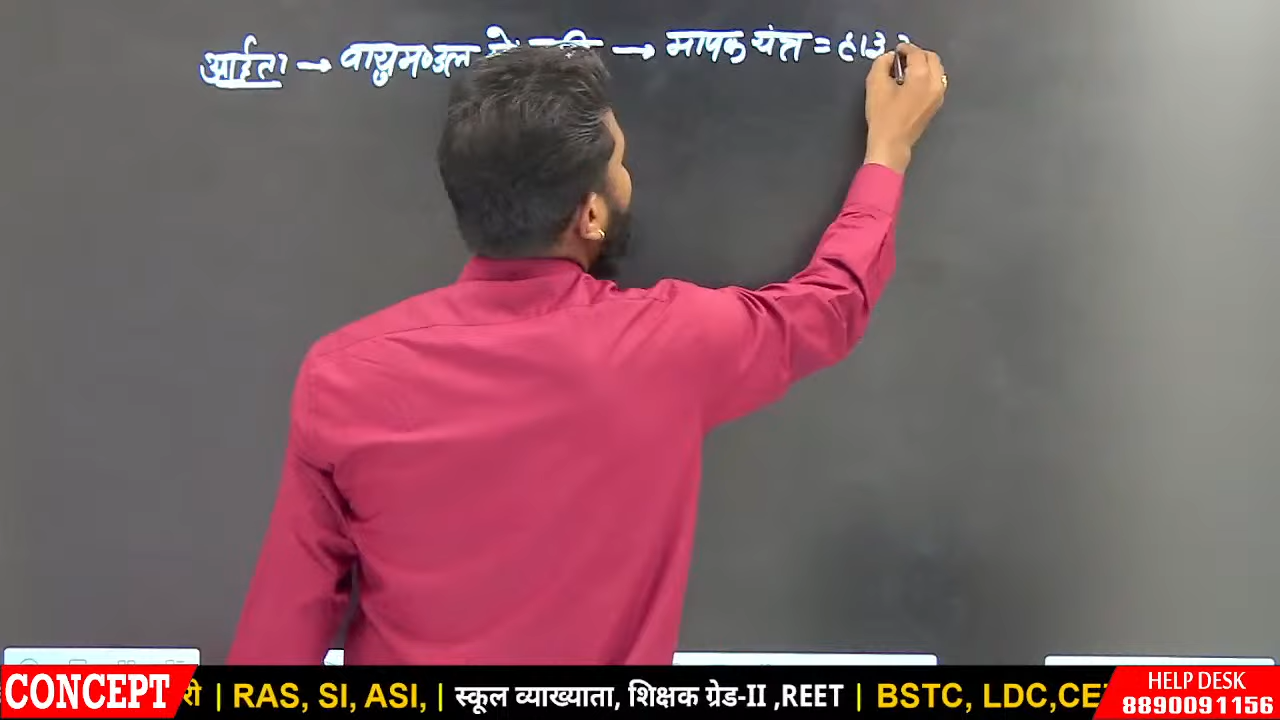 आर्द्रता → वायुमण्डल → मापक यंत्र = हाइ
CONCEPT री | RAS, SI, ASI, | स्कूल व्याख्याता, शिक्षक ग्रेड-II ,REET | BSTC, LDC,CE
HELP DESK
8890091156